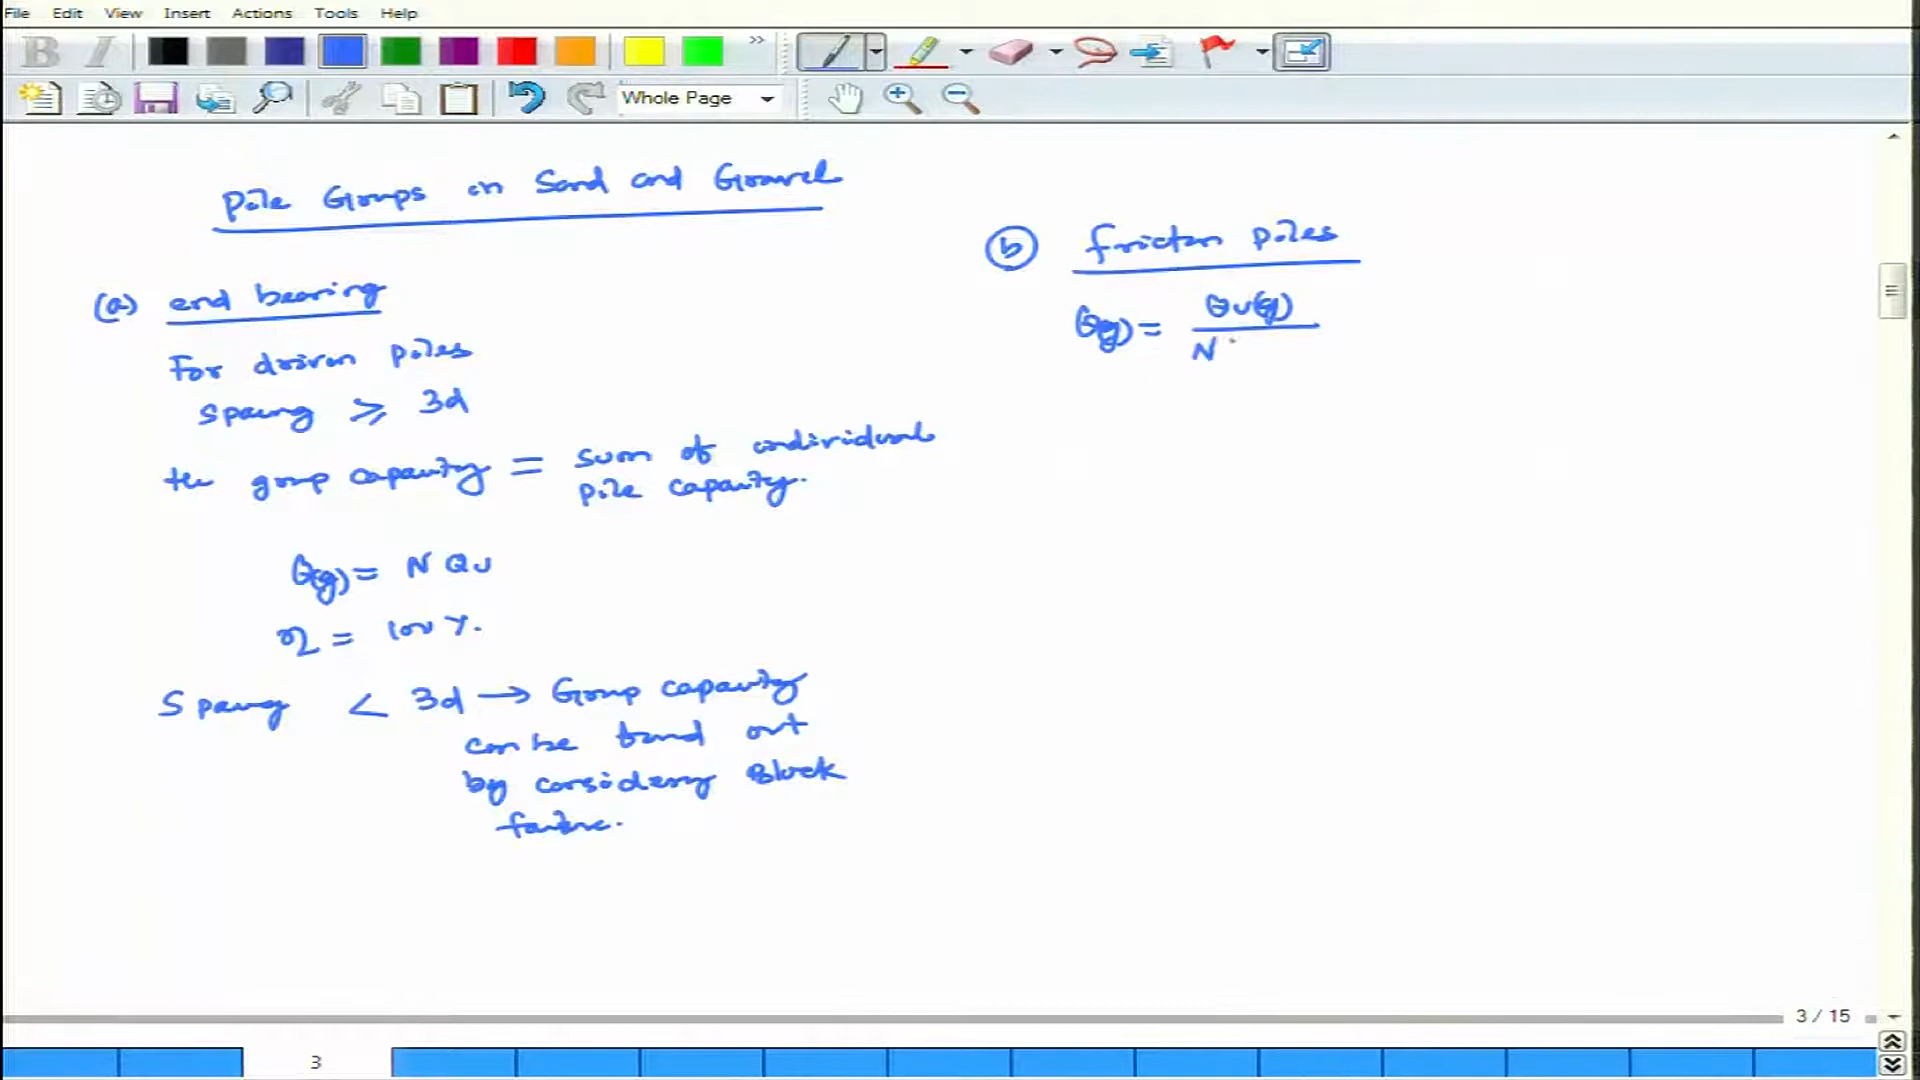 File Edit View Insert Actions Tools Help
Whole Page
Pile Groups in Sand and Gravel
(a) end bearing
For driven piles
Spacing ≥ 3d
the group capacity = sum of individual
pile capacity.
Q(g) = N Qu
η = 100 %.
Spacing < 3d → Group capacity
can be found out
by considering Block
failure.
(b) friction piles
Q(g) = Qu(g)
N
3 / 15
3